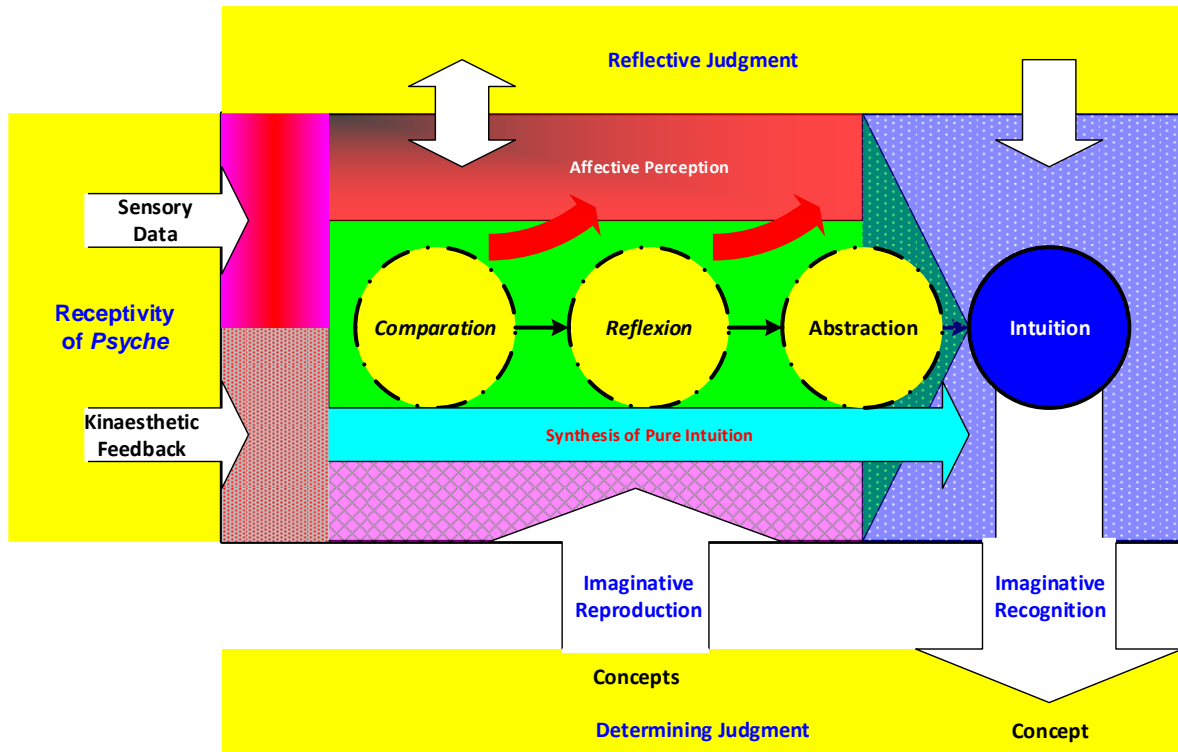 Reflective Judgment
Affective Perception
Sensory
Data
Receptivity
of Psyche
Comparation
Reflexion
Abstraction
Intuition
Kinaesthetic
Feedback
Synthesis of Pure Intuition
Imaginative
Reproduction
Imaginative
Recognition
Concepts
Determining Judgment
Concept